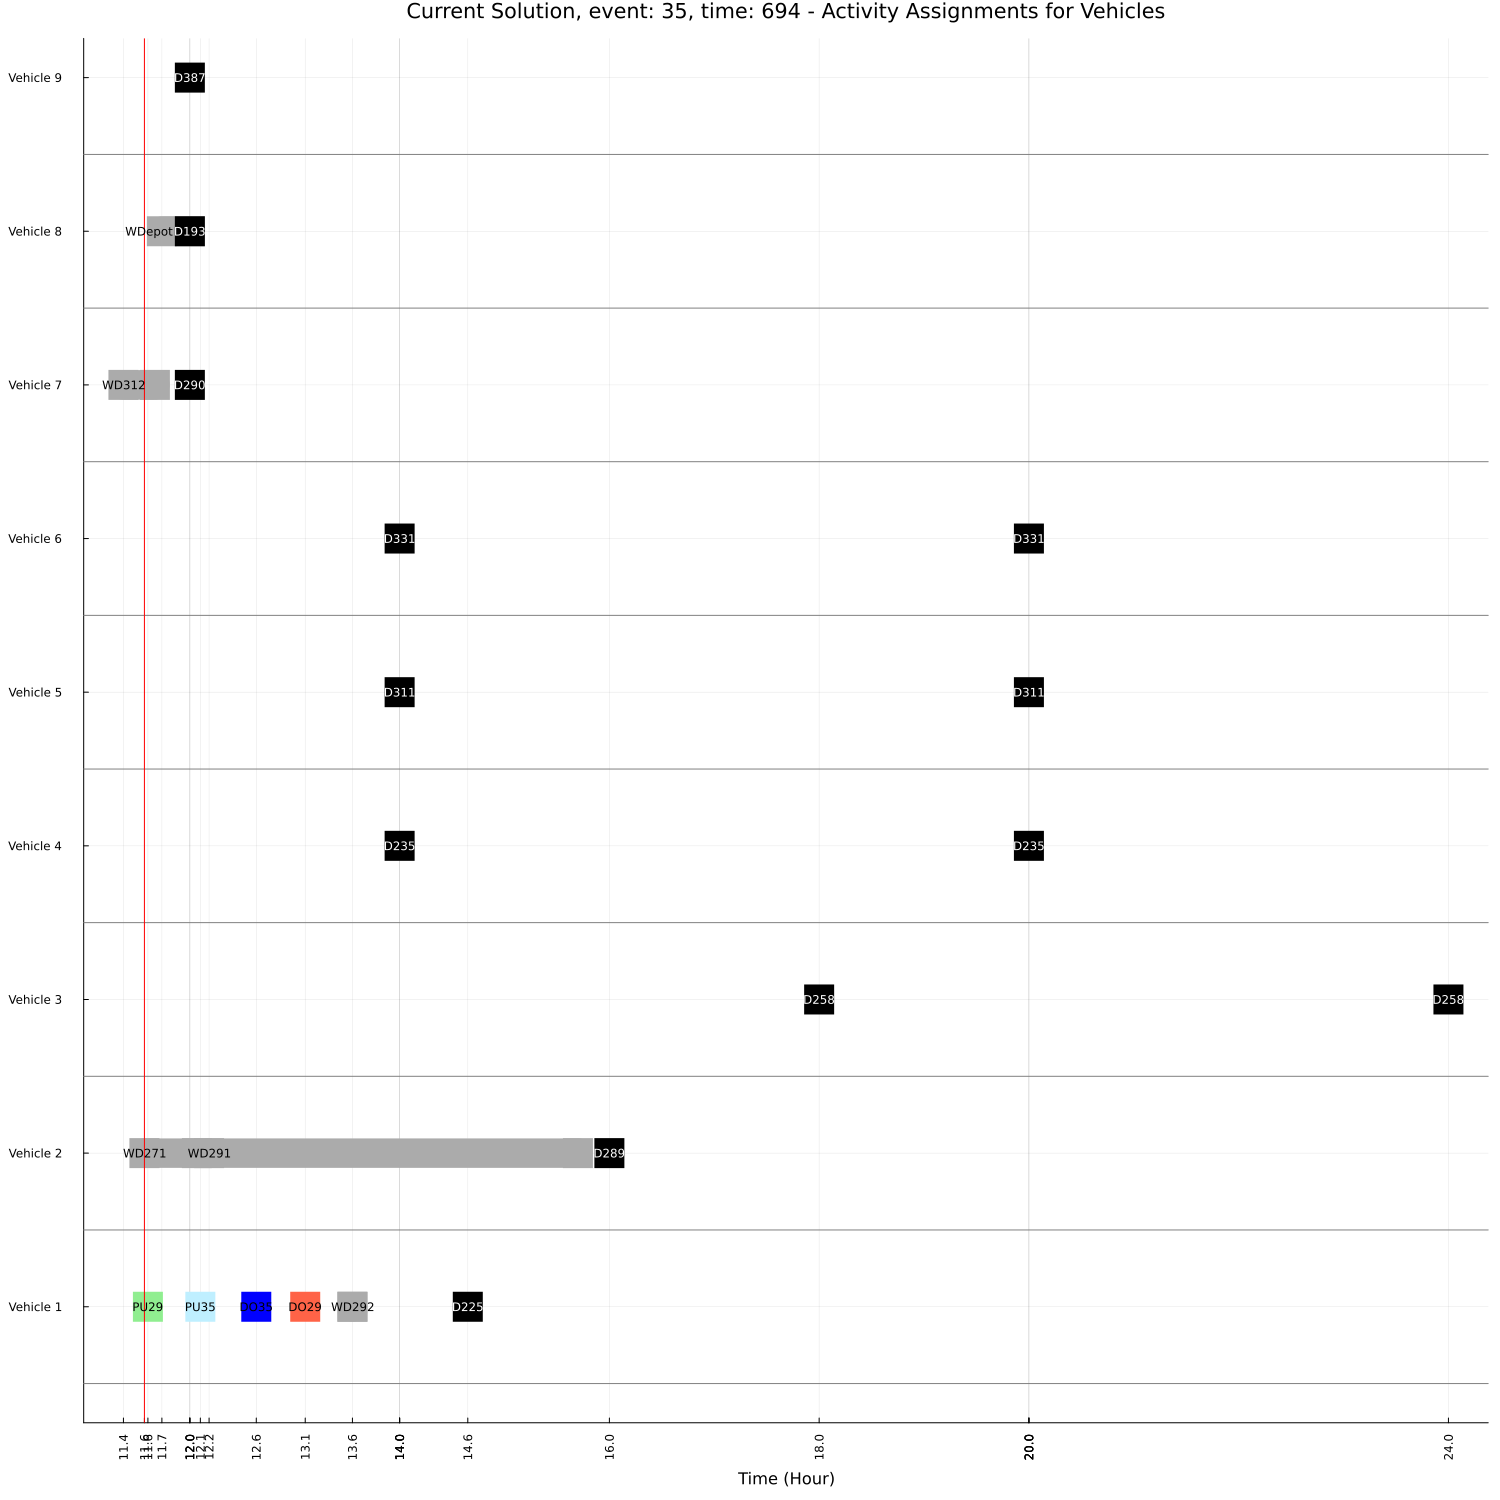 Current Solution, event: 35, time: 694 - Activity Assignments for Vehicles
Vehicle 9
D387
Vehicle 8
WDepot
D193
Vehicle 7
WD312
D290
Vehicle 6
D331
D331
Vehicle 5
D311
D311
Vehicle 4
D235
D235
Vehicle 3
D258
D258
Vehicle 2
WD271
WD291
D289
Vehicle 1
PU29
PU35
DO35
DO29
WD292
D225
11.4
11.6
11.7
12.0
12.1
12.2
12.6
13.1
13.6
14.0
14.6
16.0
18.0
20.0
24.0
Time (Hour)